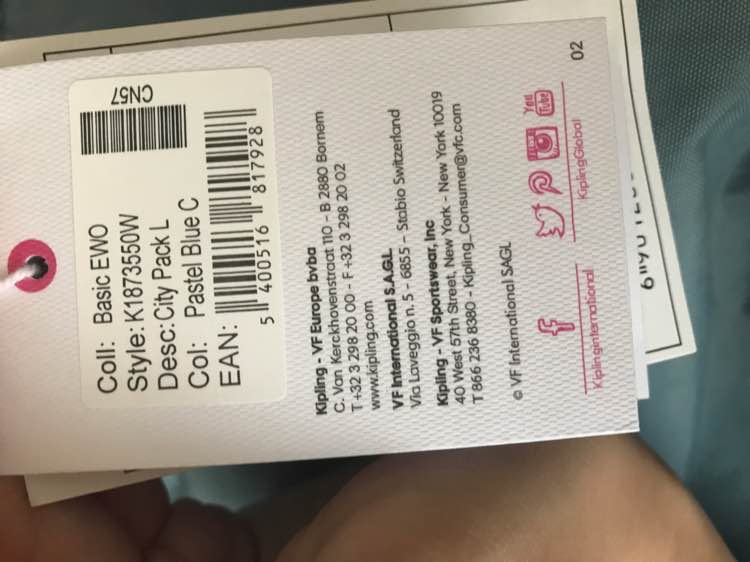 CN57
Coll: Basic EWO
Style: K1873550W
Desc: City Pack L
Col: Pastel Blue C
EAN:
5 400516 817928
Kipling - VF Europe bvba
C. Van Kerckhovenstraat 110 - B 2880 Bornem
T +32 3 298 20 00 - F +32 3 298 20 02
www.kipling.com
VF International S.A.G.L
Via Laveggio n. 5 - 6855 - Stabio Switzerland
Kipling - VF Sportswear, Inc
40 West 57th Street, New York - New York 10019
T 866 236 8380 - Kipling_Consumer@vfc.com
© VF International SAGL
You
Tube
KiplingInternational
KiplingGlobal
02